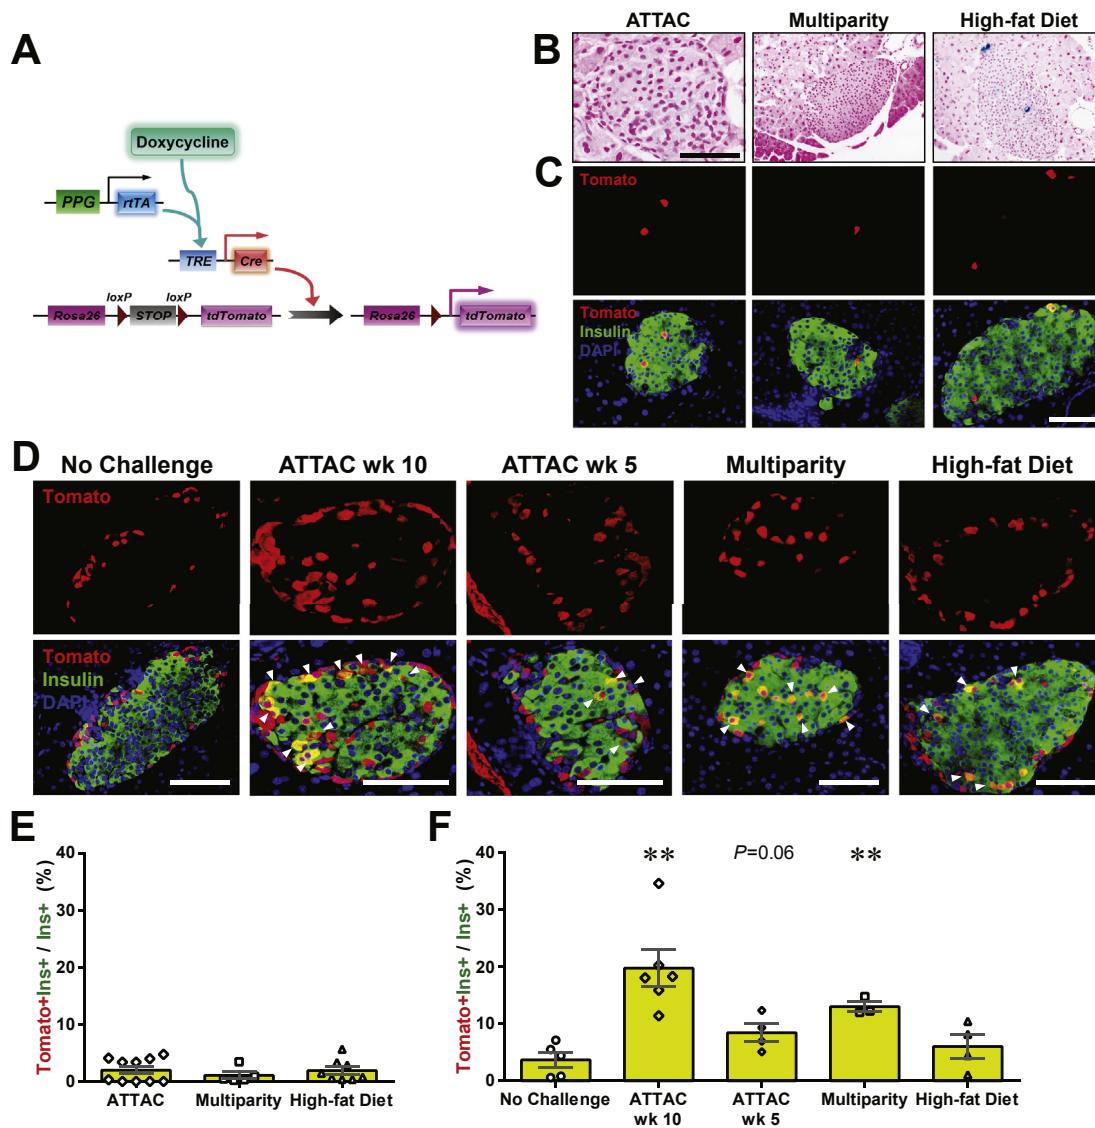 A
Doxycycline
PPG
rtTA
TRE
Cre
loxP
loxP
Rosa26
STOP
tdTomato
Rosa26
tdTomato
B
ATTAC
Multiparity
High-fat Diet
C
Tomato
Tomato
Insulin
DAPI
D
No Challenge
ATTAC wk 10
ATTAC wk 5
Multiparity
High-fat Diet
Tomato
Tomato
Insulin
DAPI
E
Tomato+Ins+ / Ins+ (%)
40
30
20
10
0
ATTAC
Multiparity
High-fat Diet
F
Tomato+Ins+ / Ins+ (%)
40
30
20
10
0
**
P=0.06
**
No Challenge
ATTAC
wk 10
ATTAC
wk 5
Multiparity
High-fat Diet